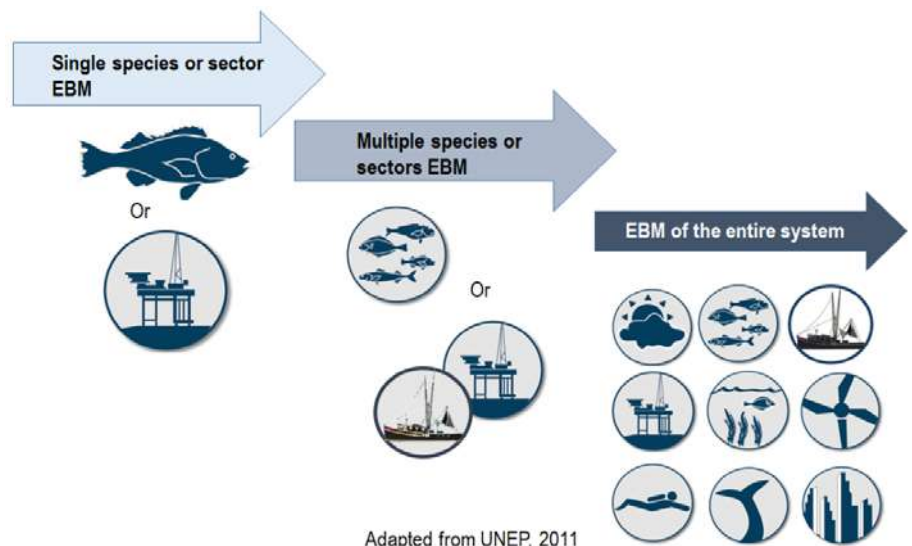 Single species or sector
EBM
Or
Multiple species or
sectors EBM
Or
EBM of the entire system
Adapted from UNEP, 2011